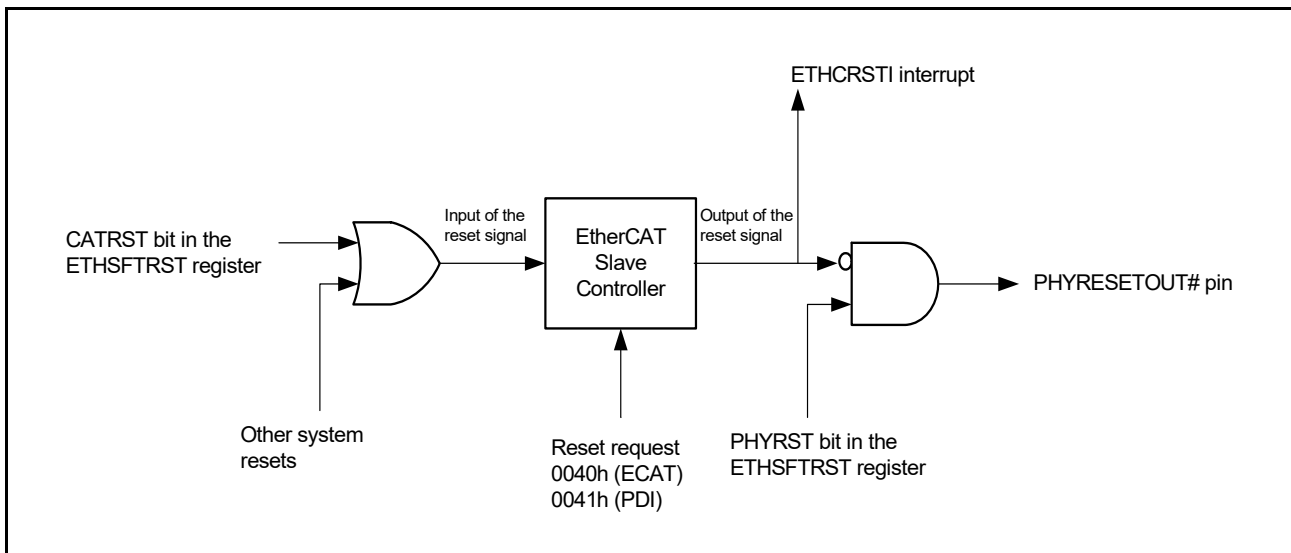 ETHCRSTI interrupt
Input of the
reset signal
Output of the
reset signal
CATRST bit in the
ETHSFTRST register
EtherCAT
Slave
Controller
PHYRESETOUT# pin
Other system
resets
Reset request
0040h (ECAT)
0041h (PDI)
PHYRST bit in the
ETHSFTRST register